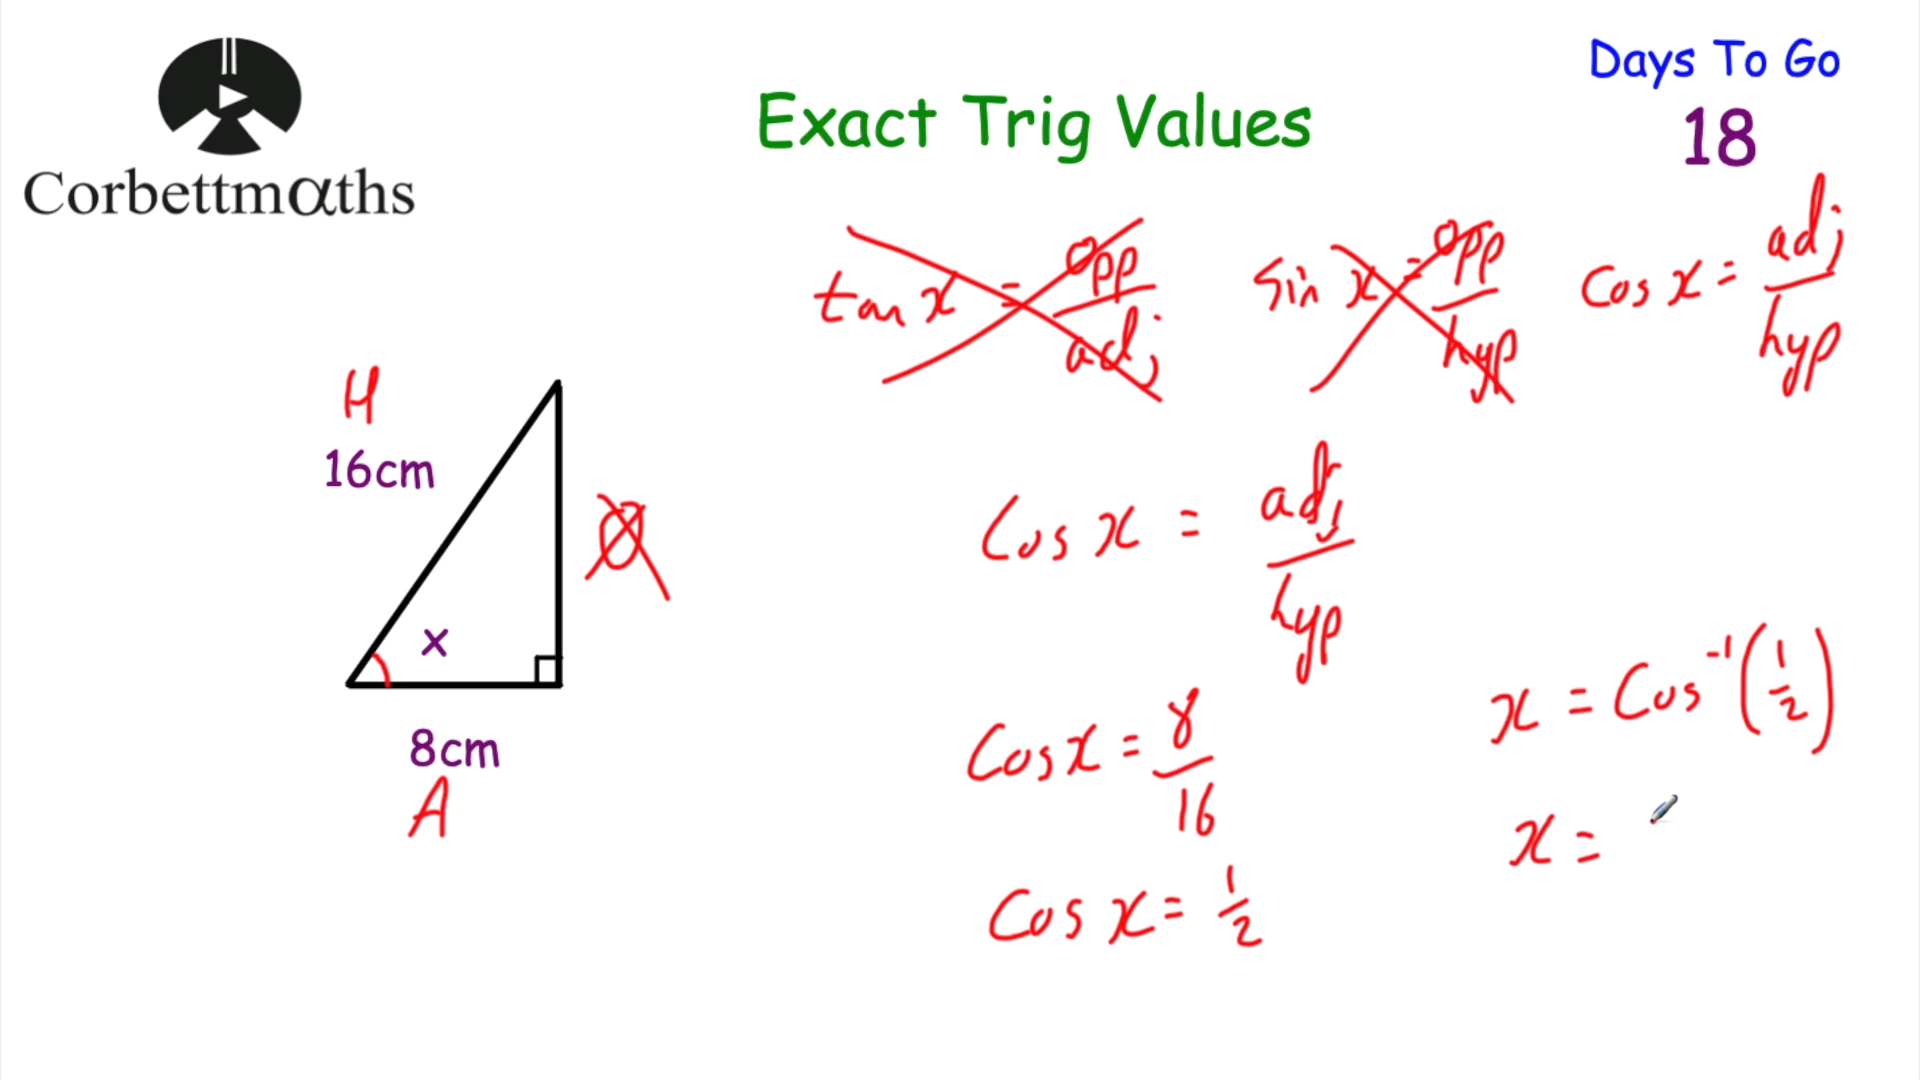 Corbettmαths
Exact Trig Values
Days To Go
18
tan x = opp/adj
sin x = opp/hyp
cos x = adj/hyp
H
16cm
O
x
8cm
A
Cos x = adj/hyp
Cos x = 8/16
Cos x = 1/2
x = Cos⁻¹(1/2)
x =